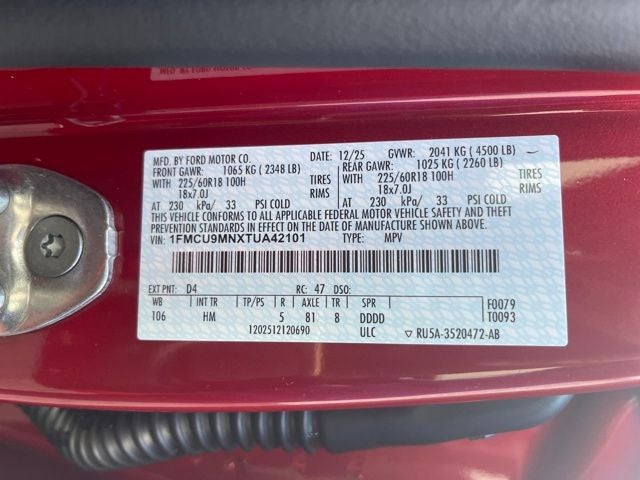 MFD. BY FORD MOTOR CO.
MFD. BY FORD MOTOR CO. DATE: 12/25 GVWR: 2041 KG (4500 LB)
FRONT GAWR: 1065 KG (2348 LB) REAR GAWR: 1025 KG (2260 LB)
WITH 225/60R18 100H TIRES WITH 225/60R18 100H TIRES
18x7.0J RIMS 18x7.0J RIMS
AT 230 kPa/ 33 PSI COLD AT 230 kPa/ 33 PSI COLD
THIS VEHICLE CONFORMS TO ALL APPLICABLE FEDERAL MOTOR VEHICLE SAFETY AND THEFT
PREVENTION STANDARDS IN EFFECT ON THE DATE OF MANUFACTURE SHOWN ABOVE.
VIN: 1FMCU9MNXTUA42101 TYPE: MPV
EXT PNT: D4 RC: 47 DSO:
WB INT TR TP/PS R AXLE TR SPR F0079
106 HM 5 81 8 DDDD T0093
1202512120690 ULC ▽ RU5A-3520472-AB